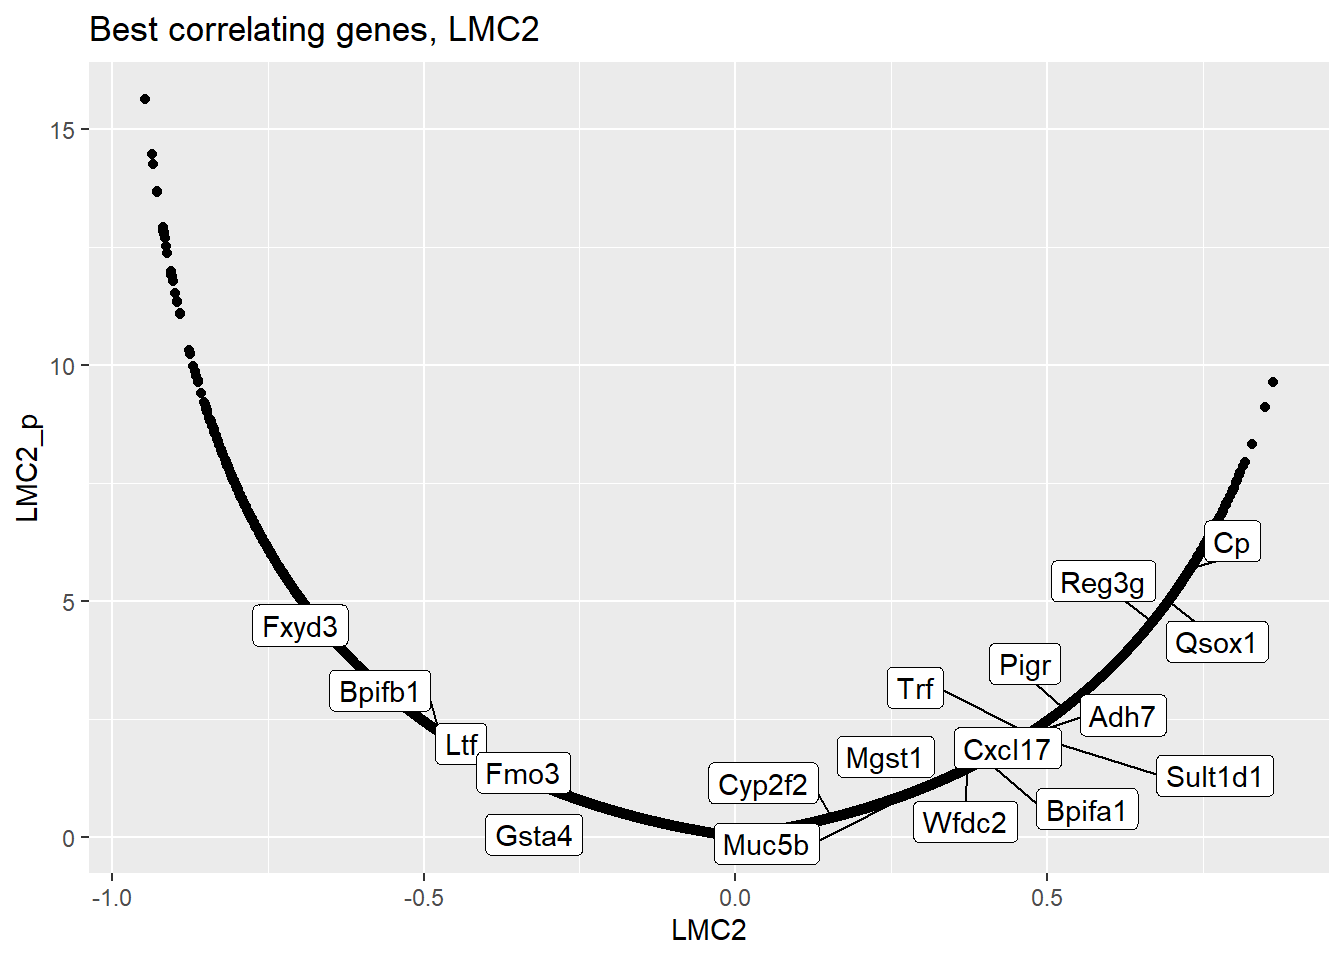 Best correlating genes, LMC2
15
10
5
0
LMC2_p
Cp
Reg3g
Fxyd3
Qsox1
Pigr
Trf
Bpifb1
Adh7
Ltf
Cxcl17
Mgst1
Fmo3
Sult1d1
Cyp2f2
Bpifa1
Wfdc2
Gsta4
Muc5b
-1.0
-0.5
0.0
0.5
LMC2